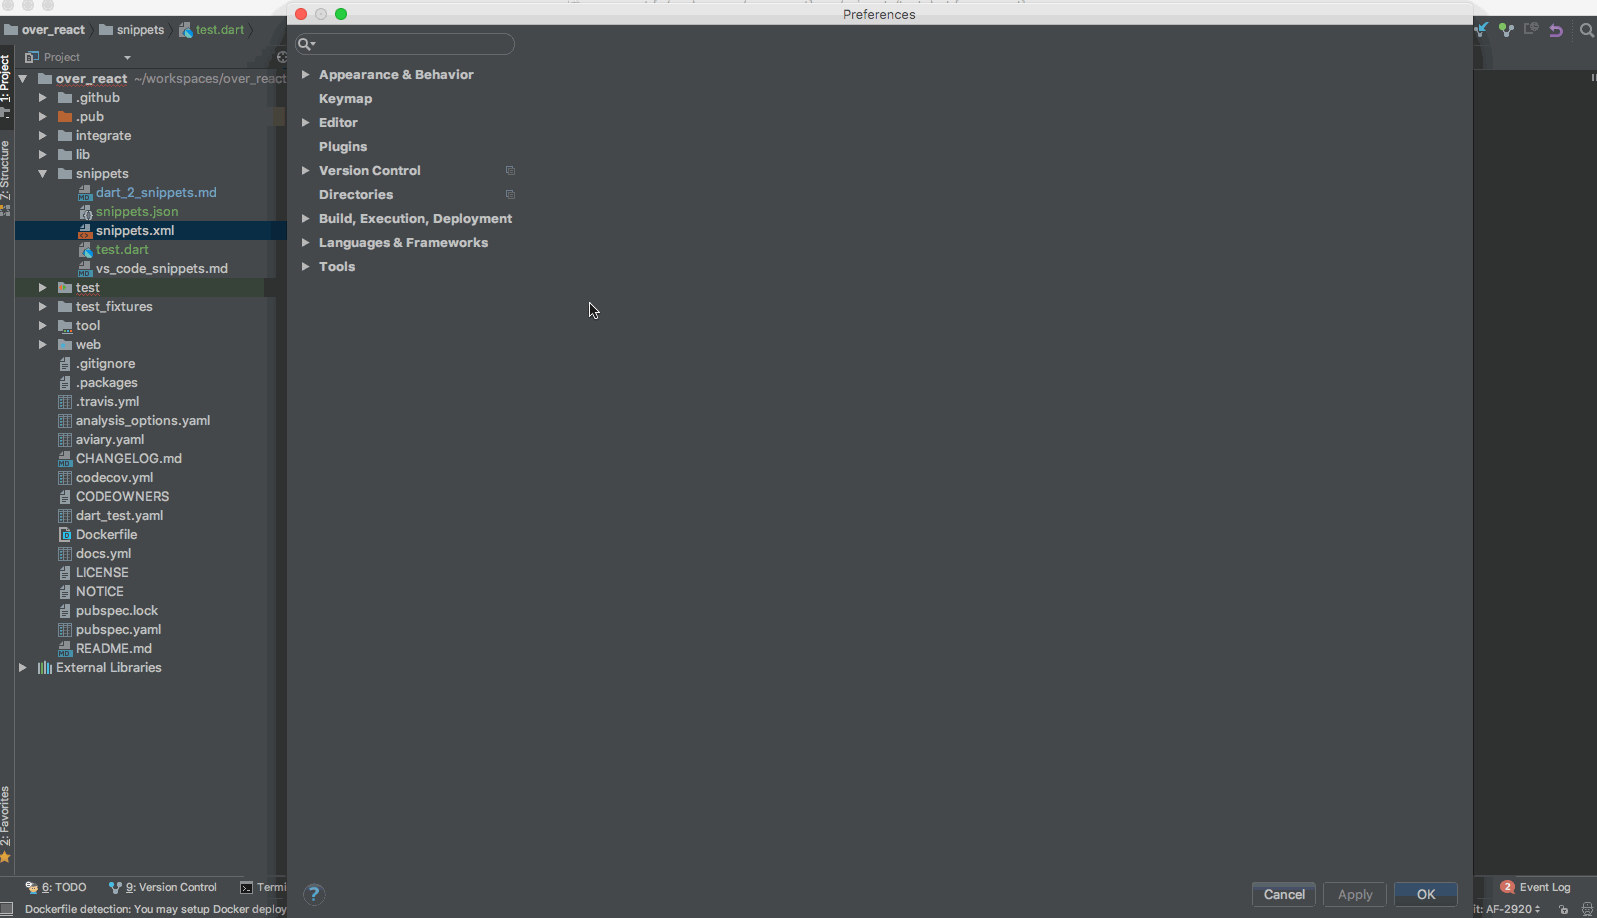 Preferences
over_react
snippets
test.dart
Project
over_react ~/workspaces/over_react
.github
.pub
integrate
lib
snippets
dart_2_snippets.md
snippets.json
snippets.xml
test.dart
vs_code_snippets.md
test
test_fixtures
tool
web
.gitignore
.packages
.travis.yml
analysis_options.yaml
aviary.yaml
CHANGELOG.md
codecov.yml
CODEOWNERS
dart_test.yaml
Dockerfile
docs.yml
LICENSE
NOTICE
pubspec.lock
pubspec.yaml
README.md
External Libraries
1: Project
7: Structure
2: Favorites
Appearance & Behavior
Keymap
Editor
Plugins
Version Control
Directories
Build, Execution, Deployment
Languages & Frameworks
Tools
?
Cancel
Apply
OK
6: TODO
9: Version Control
Termi
2 Event Log
Dockerfile detection: You may setup Docker deploy
it: AF-2920